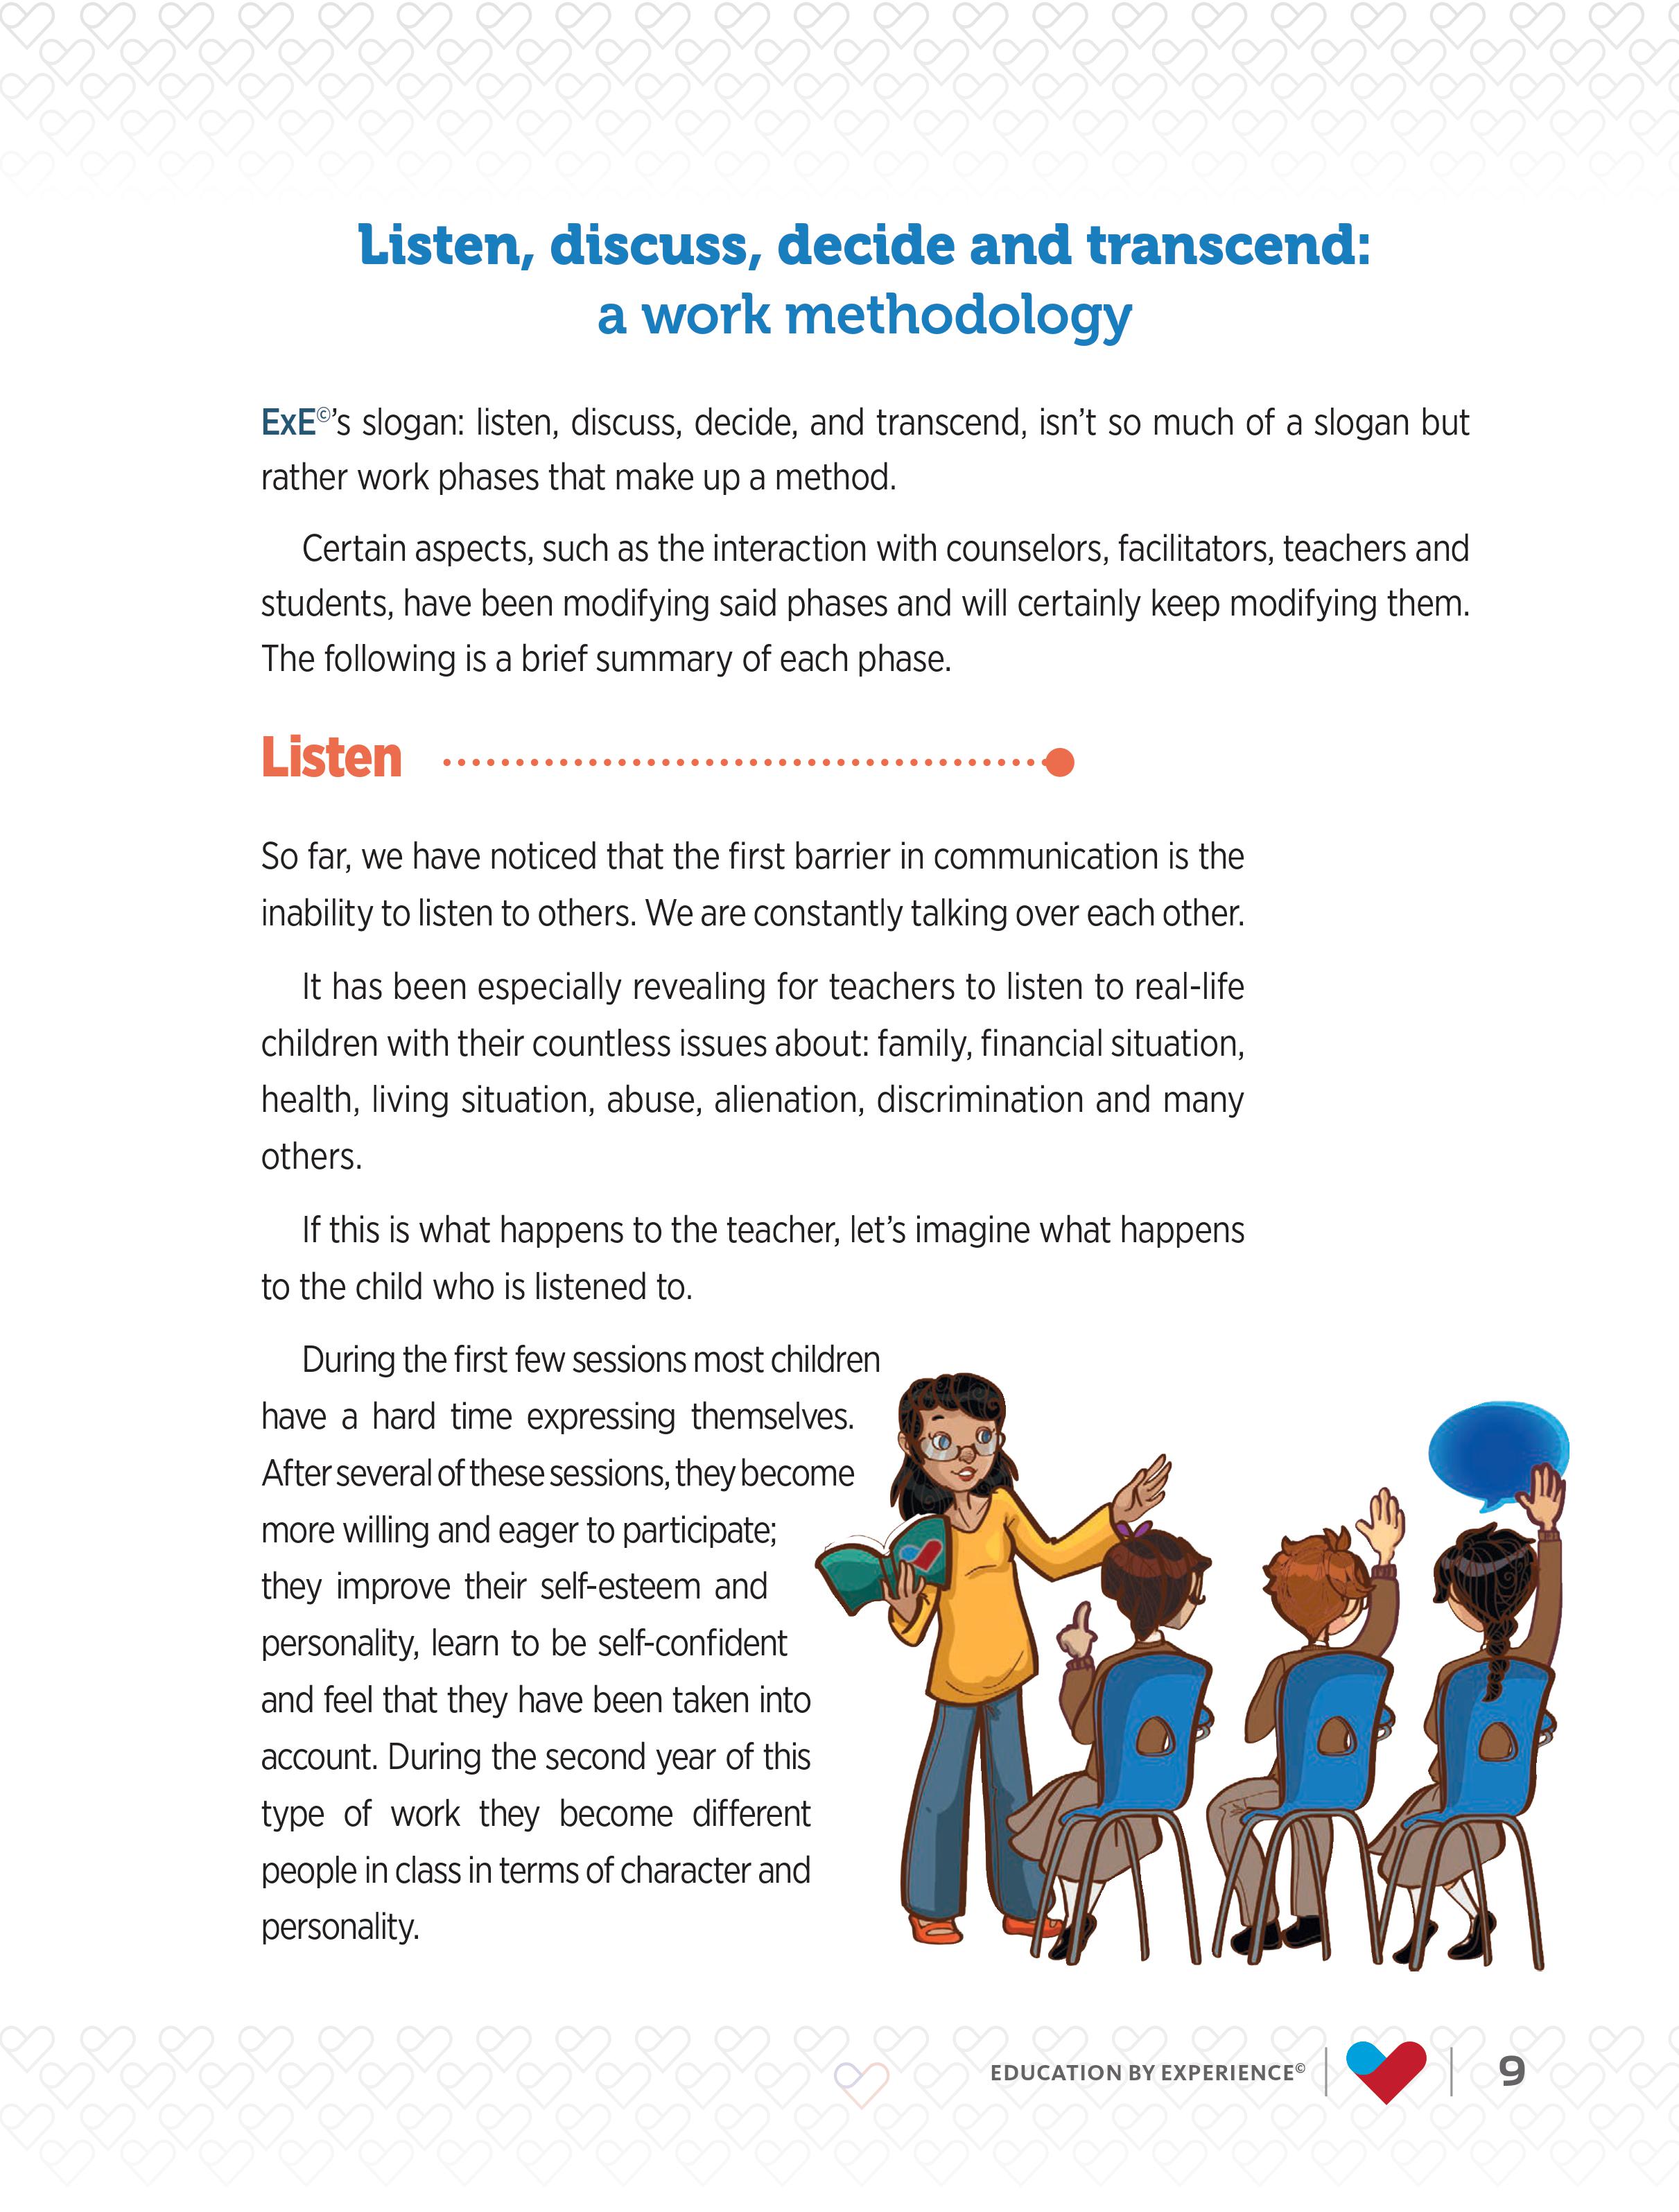 Listen, discuss, decide and transcend:
a work methodology
ExE©’s slogan: listen, discuss, decide, and transcend, isn’t so much of a slogan but
rather work phases that make up a method.
Certain aspects, such as the interaction with counselors, facilitators, teachers and
students, have been modifying said phases and will certainly keep modifying them.
The following is a brief summary of each phase.
Listen
So far, we have noticed that the first barrier in communication is the
inability to listen to others. We are constantly talking over each other.
It has been especially revealing for teachers to listen to real-life
children with their countless issues about: family, financial situation,
health, living situation, abuse, alienation, discrimination and many
others.
If this is what happens to the teacher, let’s imagine what happens
to the child who is listened to.
During the first few sessions most children
have a hard time expressing themselves.
After several of these sessions, they become
more willing and eager to participate;
they improve their self-esteem and
personality, learn to be self-confident
and feel that they have been taken into
account. During the second year of this
type of work they become different
people in class in terms of character and
personality.
EDUCATION BY EXPERIENCE© 9